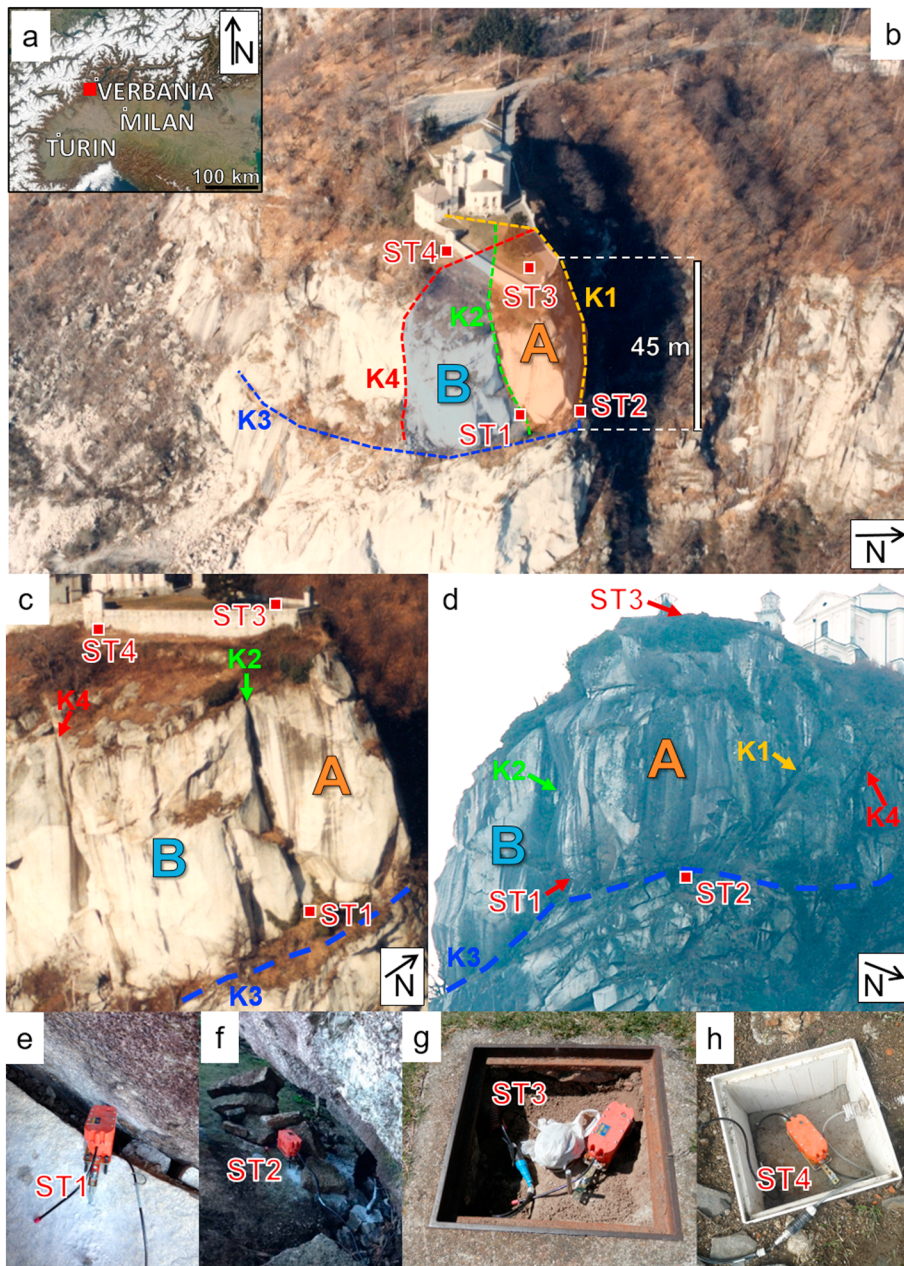 a
N
VERBANIA
MILAN
TURIN
100 km
b
ST4
ST3
K1
K2
A
45 m
K4
B
K3
ST1
ST2
N
c
ST3
ST4
K2
K4
A
B
ST1
K3
N
d
ST3
K1
A
K2
K4
B
ST1
ST2
K3
N
e
ST1
f
ST2
g
ST3
h
ST4